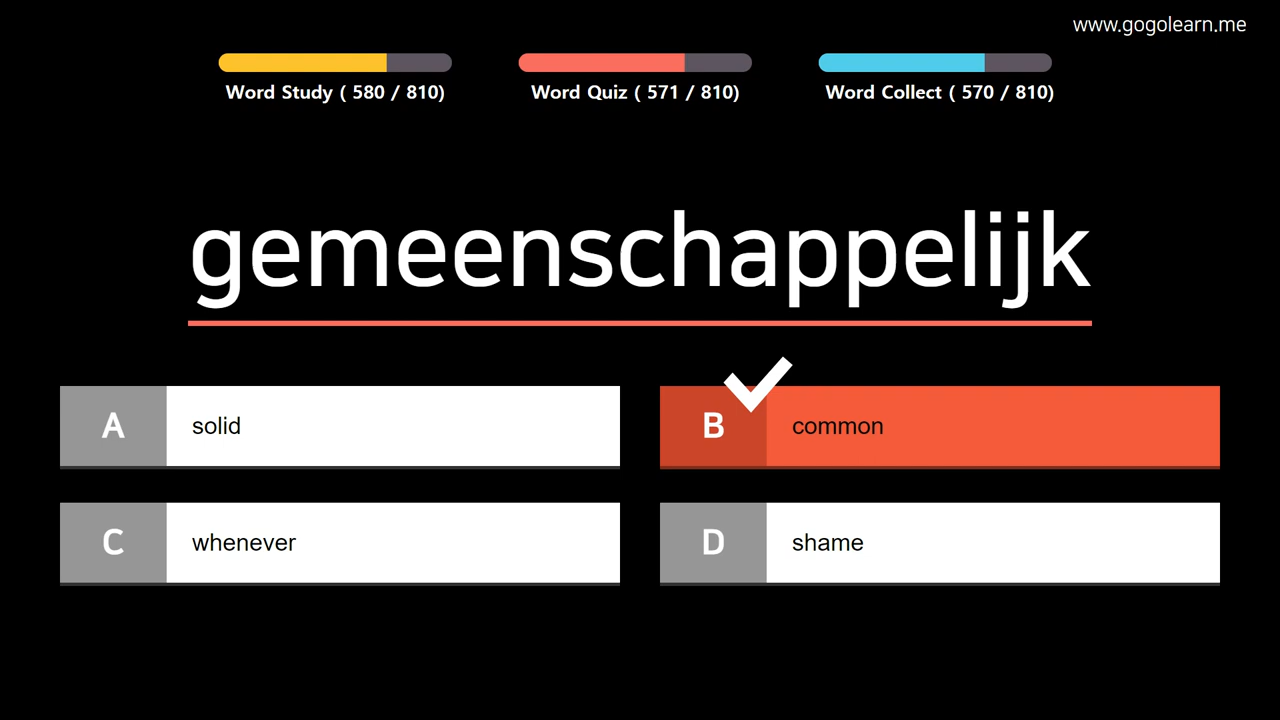 www.gogolearn.me
Word Study ( 580 / 810)
Word Quiz ( 571 / 810)
Word Collect ( 570 / 810)
gemeenschappelijk
A solid
B common
C whenever
D shame